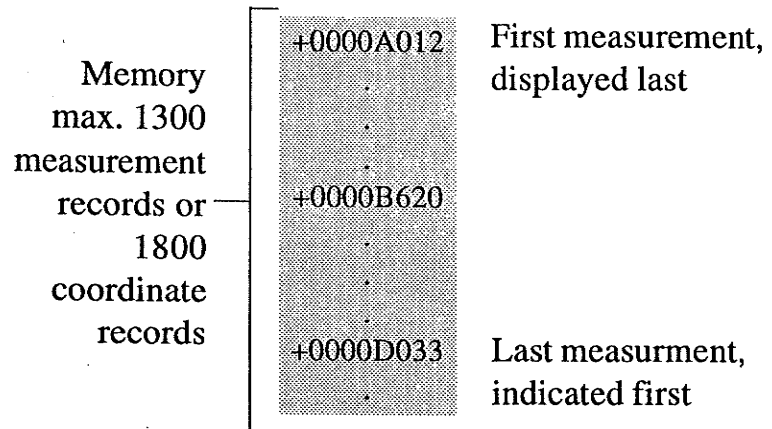 Memory
max. 1300
measurement
records or
1800
coordinate
records
+0000A012
.
.
.
+0000B620
.
.
.
+0000D033
.
First measurement,
displayed last
Last measurment,
indicated first